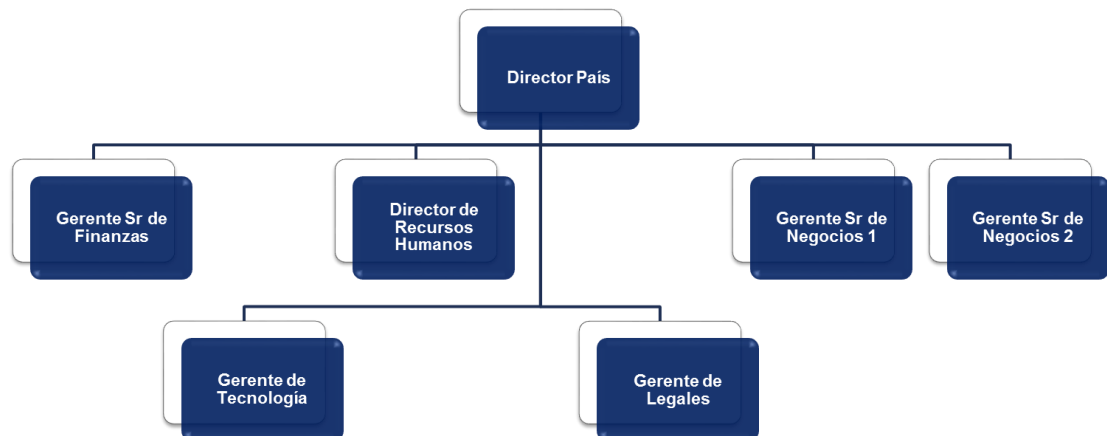 Director País
Gerente Sr de
Finanzas
Director de
Recursos
Humanos
Gerente Sr de
Negocios 1
Gerente Sr de
Negocios 2
Gerente de
Tecnología
Gerente de
Legales